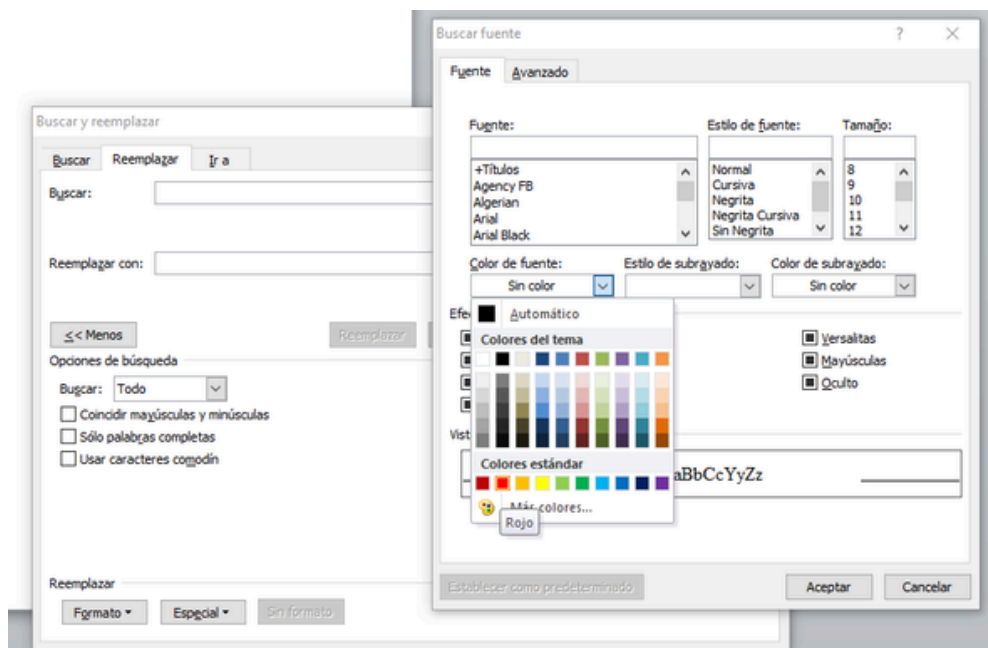 Buscar fuente ? ×
Fuente Avanzado
Fuente: Estilo de fuente: Tamaño:
+Títulos Normal 8
Agency FB Cursiva 9
Algerian Negrita 10
Arial Negrita Cursiva 11
Arial Black Sin Negrita 12
Color de fuente: Estilo de subrayado: Color de subrayado:
Sin color Sin color
Automático
Colores del tema
Colores estándar
Más colores...
Rojo
Versalitas
Mayúsculas
Oculto
aBbCcYyZz
Establecer como predeterminado Aceptar Cancelar
Buscar y reemplazar
Buscar Reemplazar Ir a
Buscar:
Reemplazar con:
<< Menos Reemplazar
Opciones de búsqueda
Buscar: Todo
Coincidir mayúsculas y minúsculas
Sólo palabras completas
Usar caracteres comodín
Reemplazar
Formato Especial Sin formato